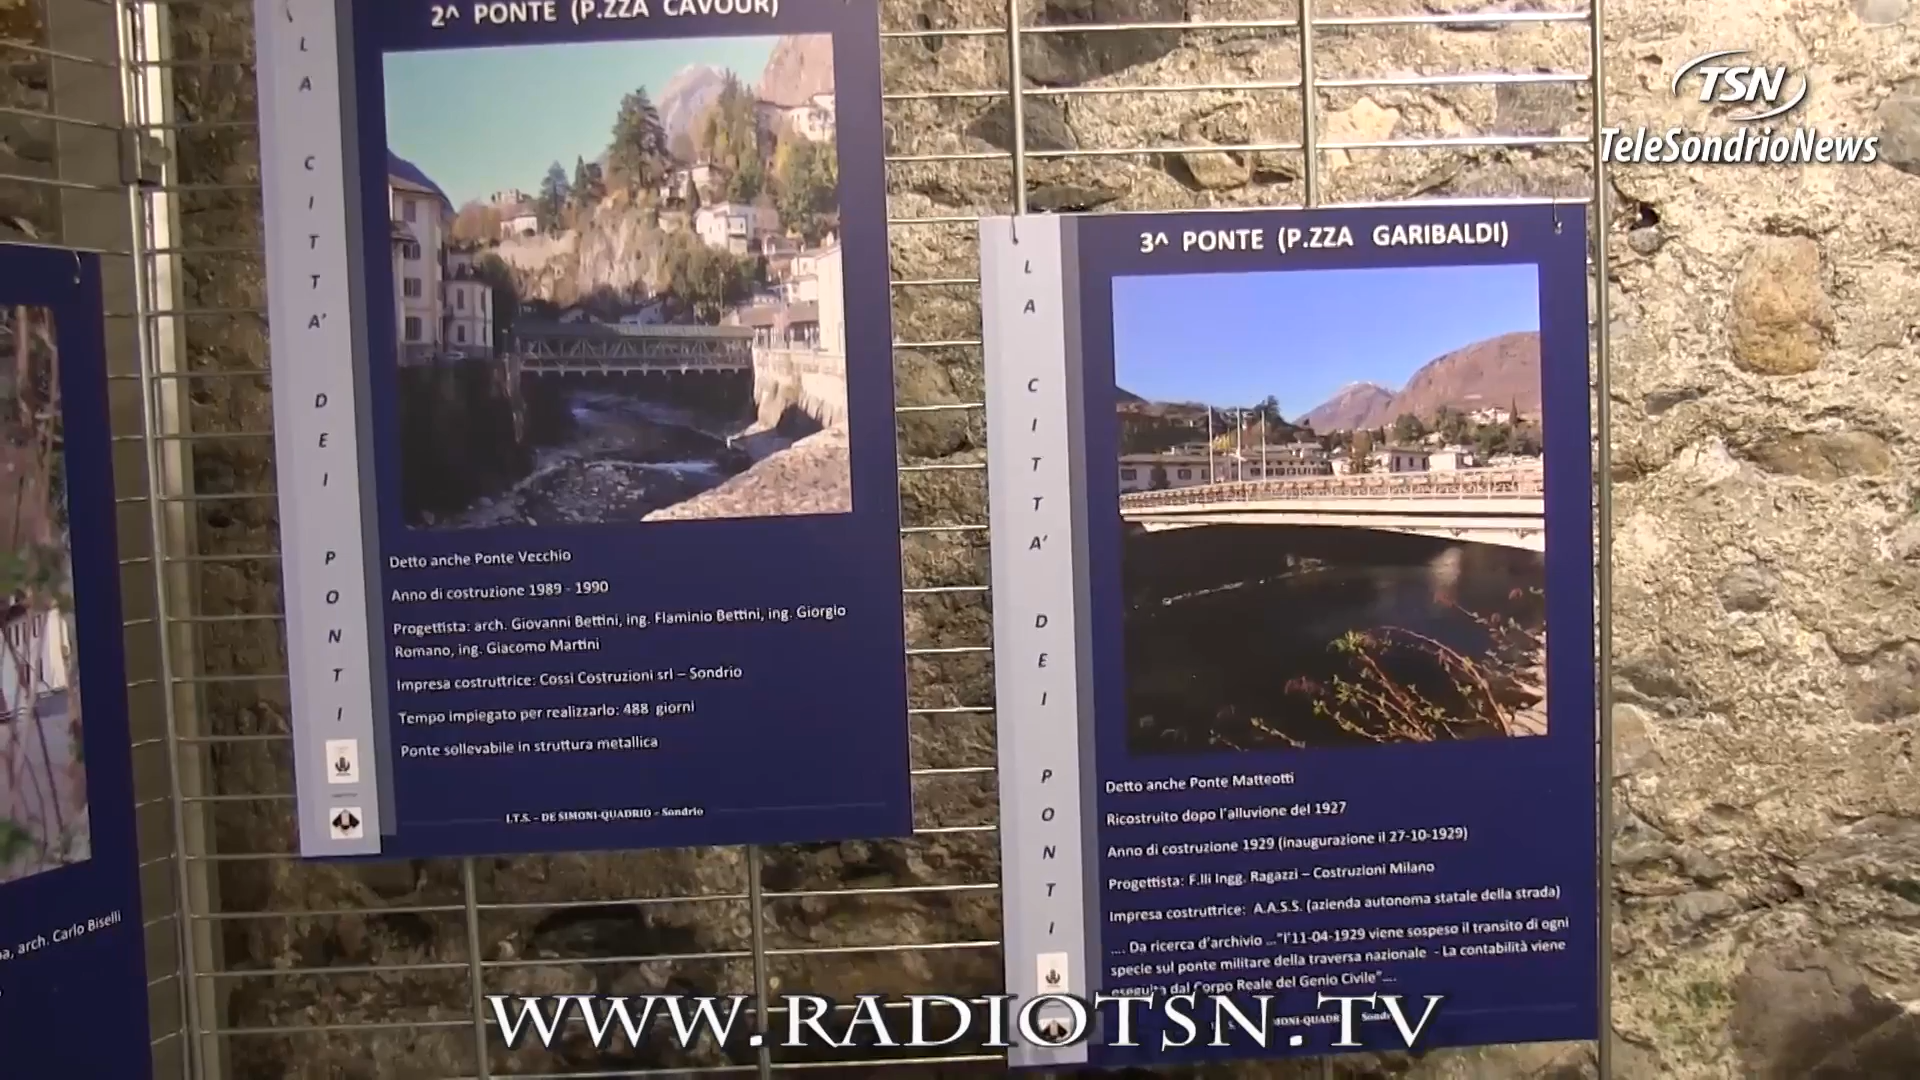 2^ PONTE (P.ZZA CAVOUR)
LA CITTA' DEI PONTI
Detto anche Ponte Vecchio
Anno di costruzione 1989 - 1990
Progettista: arch. Giovanni Bettini, ing. Flaminio Bettini, ing. Giorgio
Romano, ing. Giacomo Martini
Impresa costruttrice: Cossi Costruzioni srl – Sondrio
Tempo impiegato per realizzarlo: 488 giorni
Ponte sollevabile in struttura metallica
I.T.S. - DE SIMONI-QUADRIO - Sondrio
3^ PONTE (P.ZZA GARIBALDI)
LA CITTA' DEI PONTI
Detto anche Ponte Matteotti
Ricostruito dopo l'alluvione del 1927
Anno di costruzione 1929 (inaugurazione il 27-10-1929)
Progettista: F.lli Ingg. Ragazzi – Costruzioni Milano
Impresa costruttrice: A.A.S.S. (azienda autonoma statale della strada)
.... Da ricerca d'archivio ..."l'11-04-1929 viene sospeso il transito di ogni
specie sul ponte militare della traversa nazionale - La contabilità viene
eseguita dal Corpo Reale del Genio Civile"....
arch. Carlo Biselli
TSN
TeleSondrioNews
WWW.RADIOTSN.TV